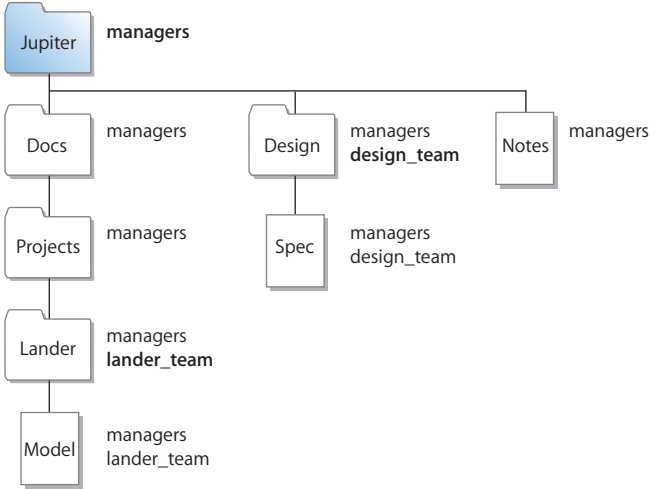 Jupiter
managers
Docs
managers
Design
managers
design_team
Notes
managers
Projects
managers
Spec
managers
design_team
Lander
managers
lander_team
Model
managers
lander_team